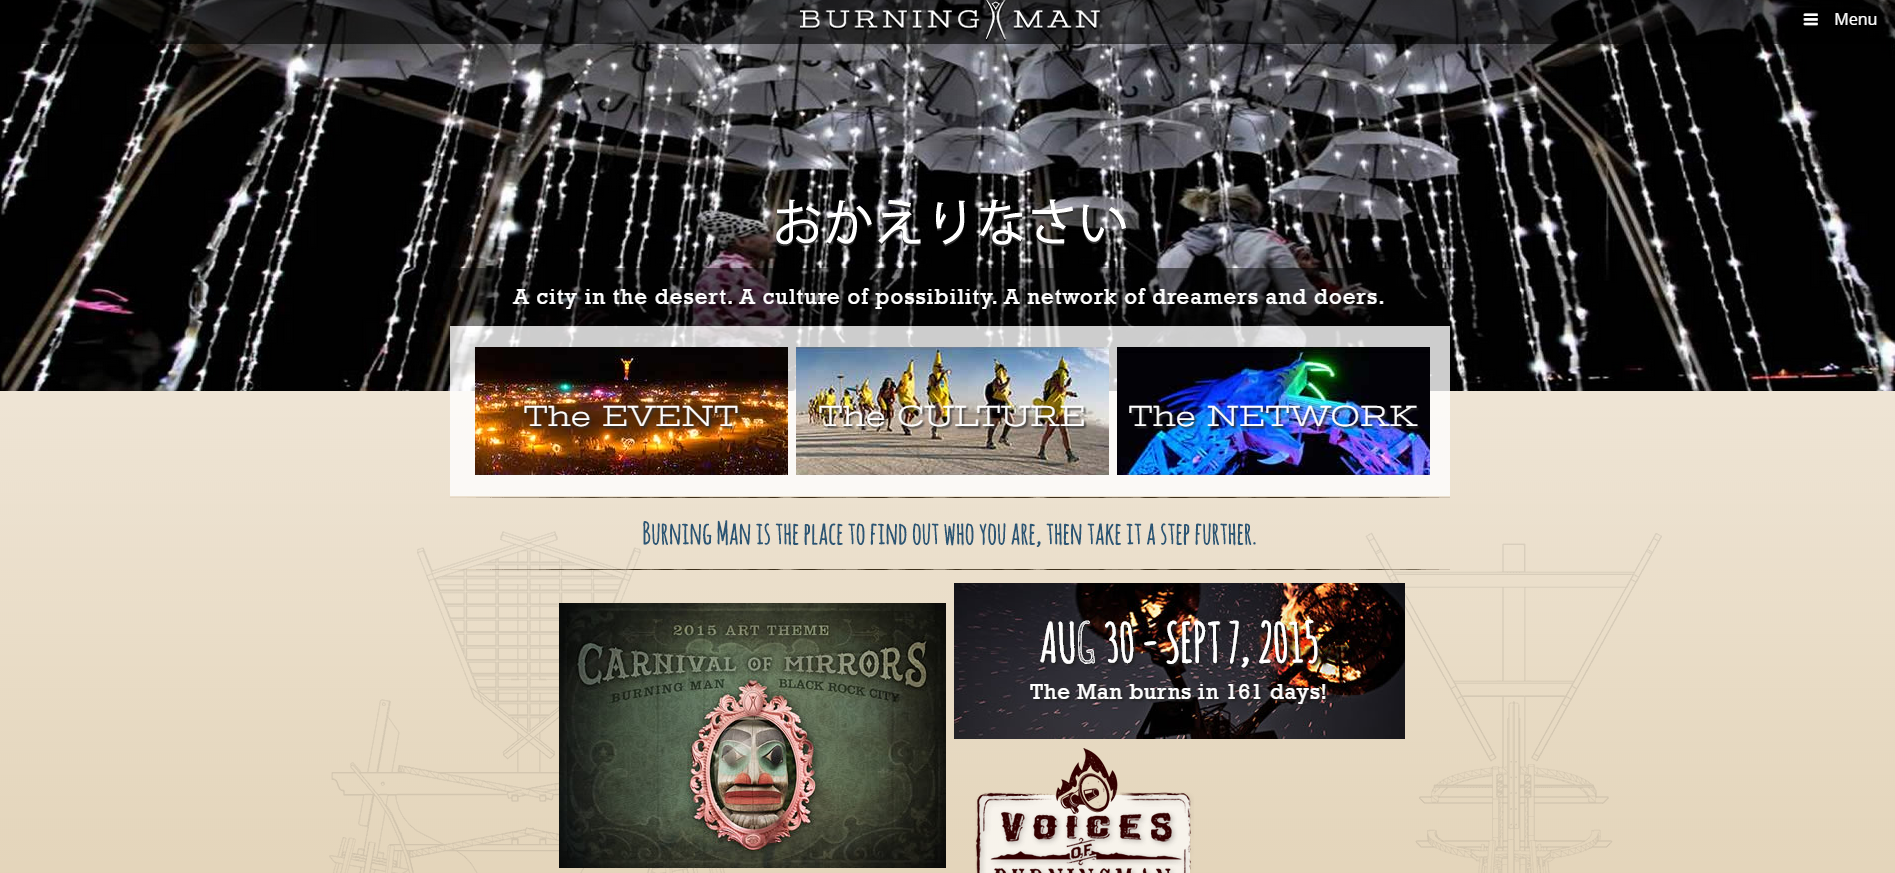 BURNING MAN
Menu
おかえりなさい
A city in the desert. A culture of possibility. A network of dreamers and doers.
The EVENT
The CULTURE
The NETWORK
BURNING MAN IS THE PLACE TO FIND OUT WHO YOU ARE, THEN TAKE IT A STEP FURTHER.
2015 ART THEME
CARNIVAL OF MIRRORS
BURNING MAN BLACK ROCK CITY
AUG 30 - SEPT 7, 2015
The Man burns in 161 days!
VOICES
OF
BURNINGMAN